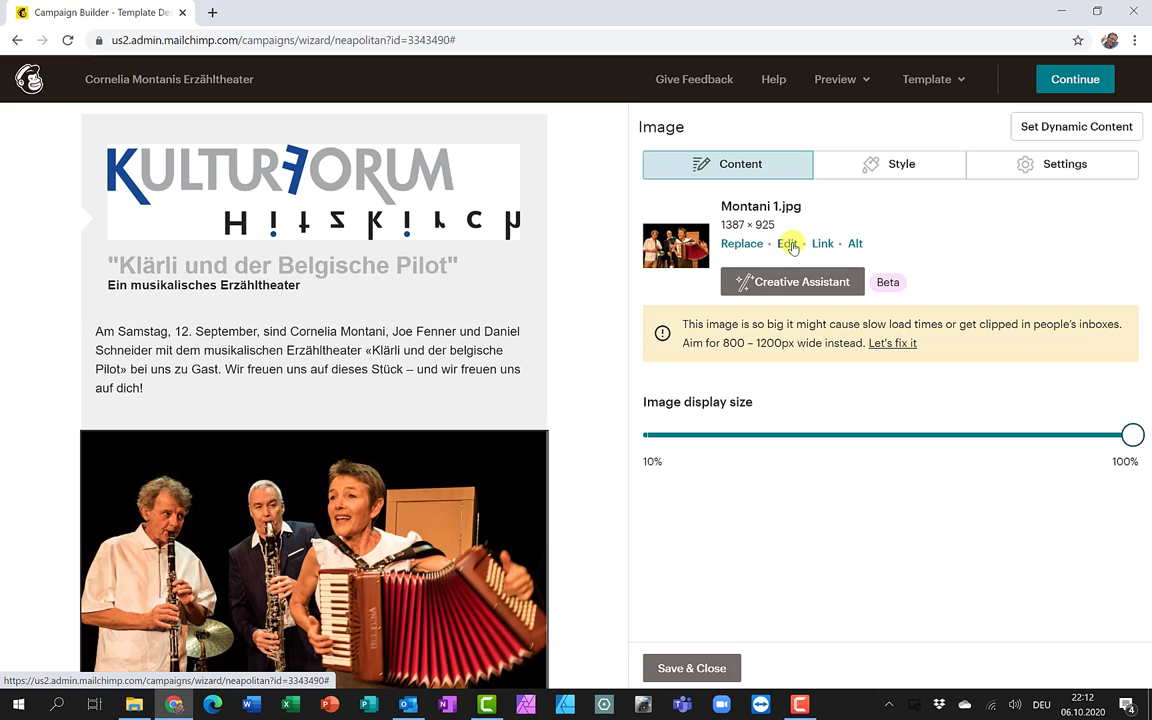 Campaign Builder - Template De
us2.admin.mailchimp.com/campaigns/wizard/neapolitan?id=3343490#
Cornelia Montanis Erzähltheater
Give Feedback
Help
Preview
Template
Continue
KULTURFORUM
Hitzkirch
"Klärli und der Belgische Pilot"
Ein musikalisches Erzähltheater
Am Samstag, 12. September, sind Cornelia Montani, Joe Fenner und Daniel
Schneider mit dem musikalischen Erzähltheater «Klärli und der belgische
Pilot» bei uns zu Gast. Wir freuen uns auf dieses Stück – und wir freuen uns
auf dich!
Image
Set Dynamic Content
Content
Style
Settings
Montani 1.jpg
1387 × 925
Replace · Edit · Link · Alt
Creative Assistant
Beta
This image is so big it might cause slow load times or get clipped in people's inboxes.
Aim for 800 – 1200px wide instead. Let's fix it
Image display size
10%
100%
Save & Close
https://us2.admin.mailchimp.com/campaigns/wizard/neapolitan?id=3343490#
DEU
22:12
06.10.2020
4